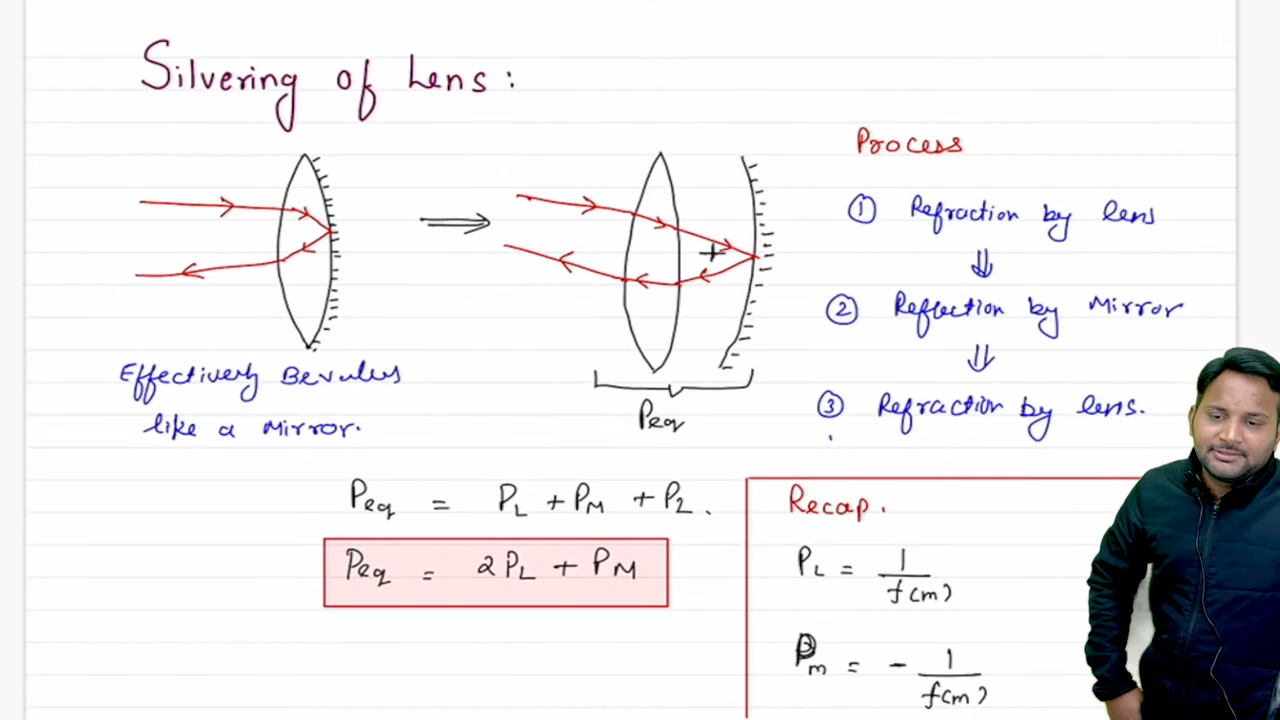 Silvering of Lens:
Effectively Bevules
like a Mirror.
+
Peq
Process
① Refraction by lens
⇓
② Reflection by Mirror
⇓
③ Refraction by lens.
Peq = PL + PM + P2.
Peq = 2PL + PM
Recap.
PL = 1/f(m)
Pm = - 1/f(m)